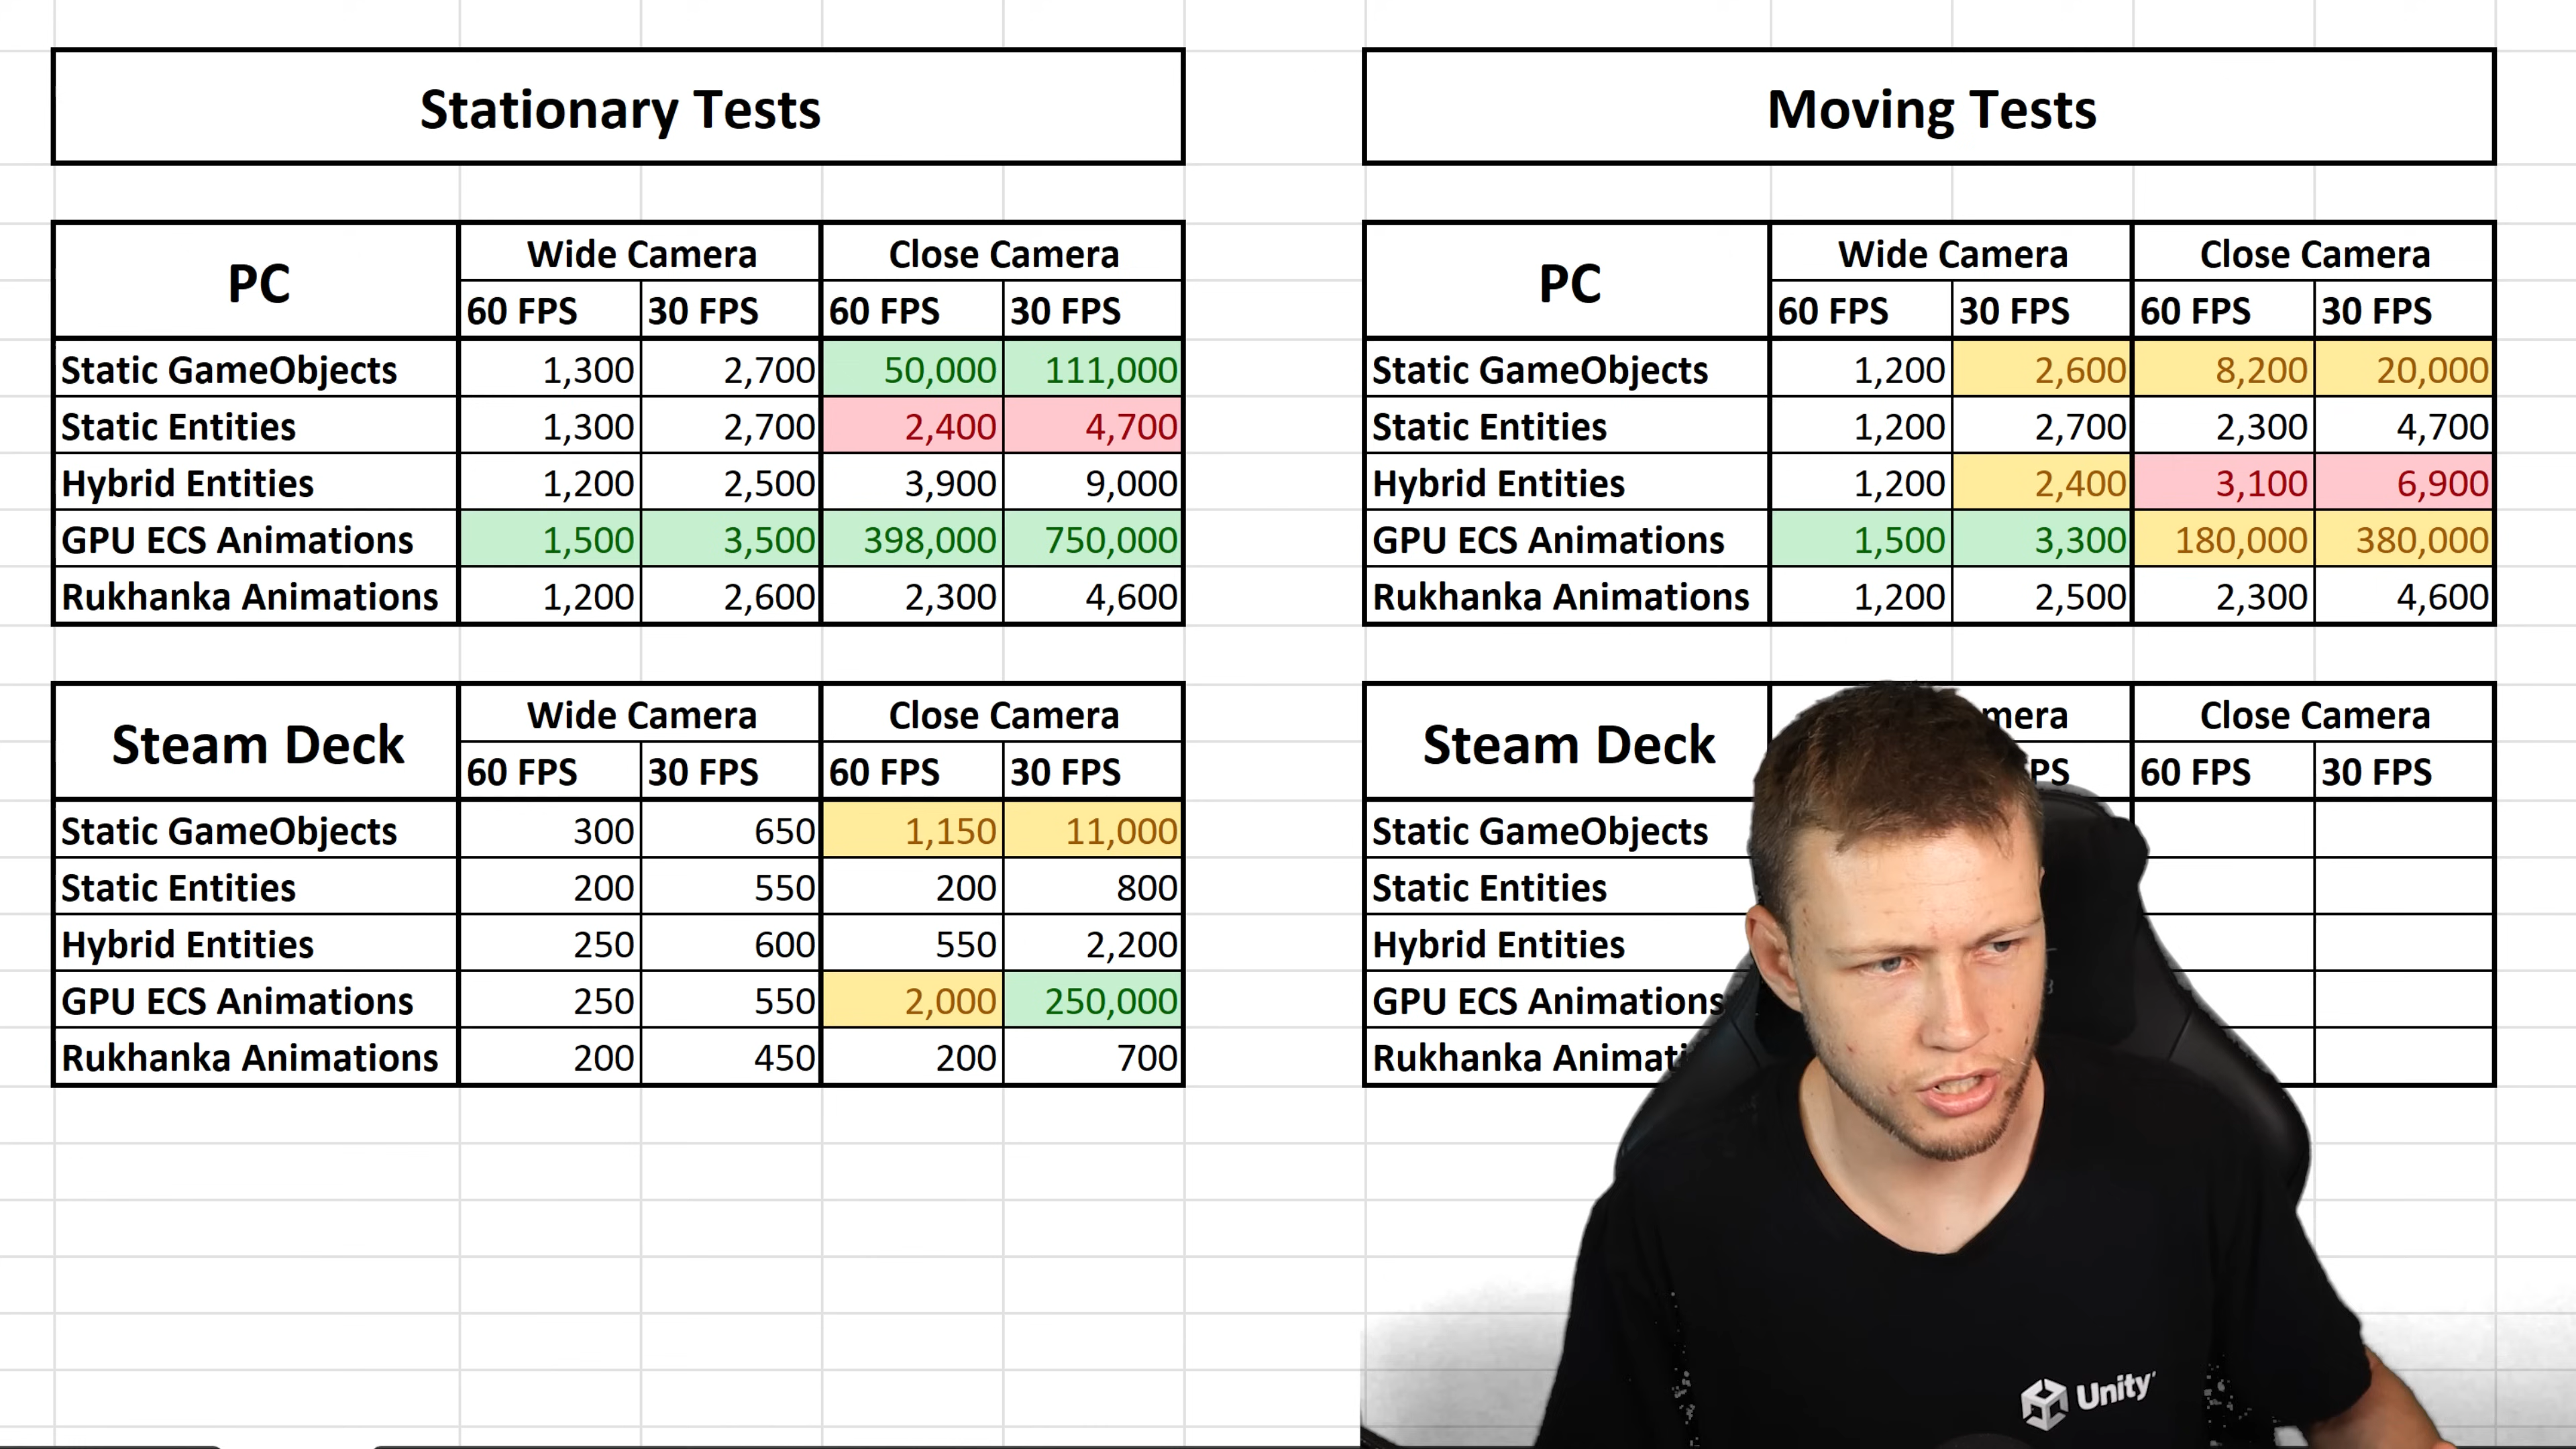 Stationary Tests
PC Wide Camera Close Camera
60 FPS 30 FPS 60 FPS 30 FPS
Static GameObjects 1,300 2,700 50,000 111,000
Static Entities 1,300 2,700 2,400 4,700
Hybrid Entities 1,200 2,500 3,900 9,000
GPU ECS Animations 1,500 3,500 398,000 750,000
Rukhanka Animations 1,200 2,600 2,300 4,600
Steam Deck Wide Camera Close Camera
60 FPS 30 FPS 60 FPS 30 FPS
Static GameObjects 300 650 1,150 11,000
Static Entities 200 550 200 800
Hybrid Entities 250 600 550 2,200
GPU ECS Animations 250 550 2,000 250,000
Rukhanka Animations 200 450 200 700
Moving Tests
PC Wide Camera Close Camera
60 FPS 30 FPS 60 FPS 30 FPS
Static GameObjects 1,200 2,600 8,200 20,000
Static Entities 1,200 2,700 2,300 4,700
Hybrid Entities 1,200 2,400 3,100 6,900
GPU ECS Animations 1,500 3,300 180,000 380,000
Rukhanka Animations 1,200 2,500 2,300 4,600
Steam Deck Close Camera
60 FPS 30 FPS
Static GameObjects
Static Entities
Hybrid Entities
GPU ECS Animations
Rukhanka
Unity